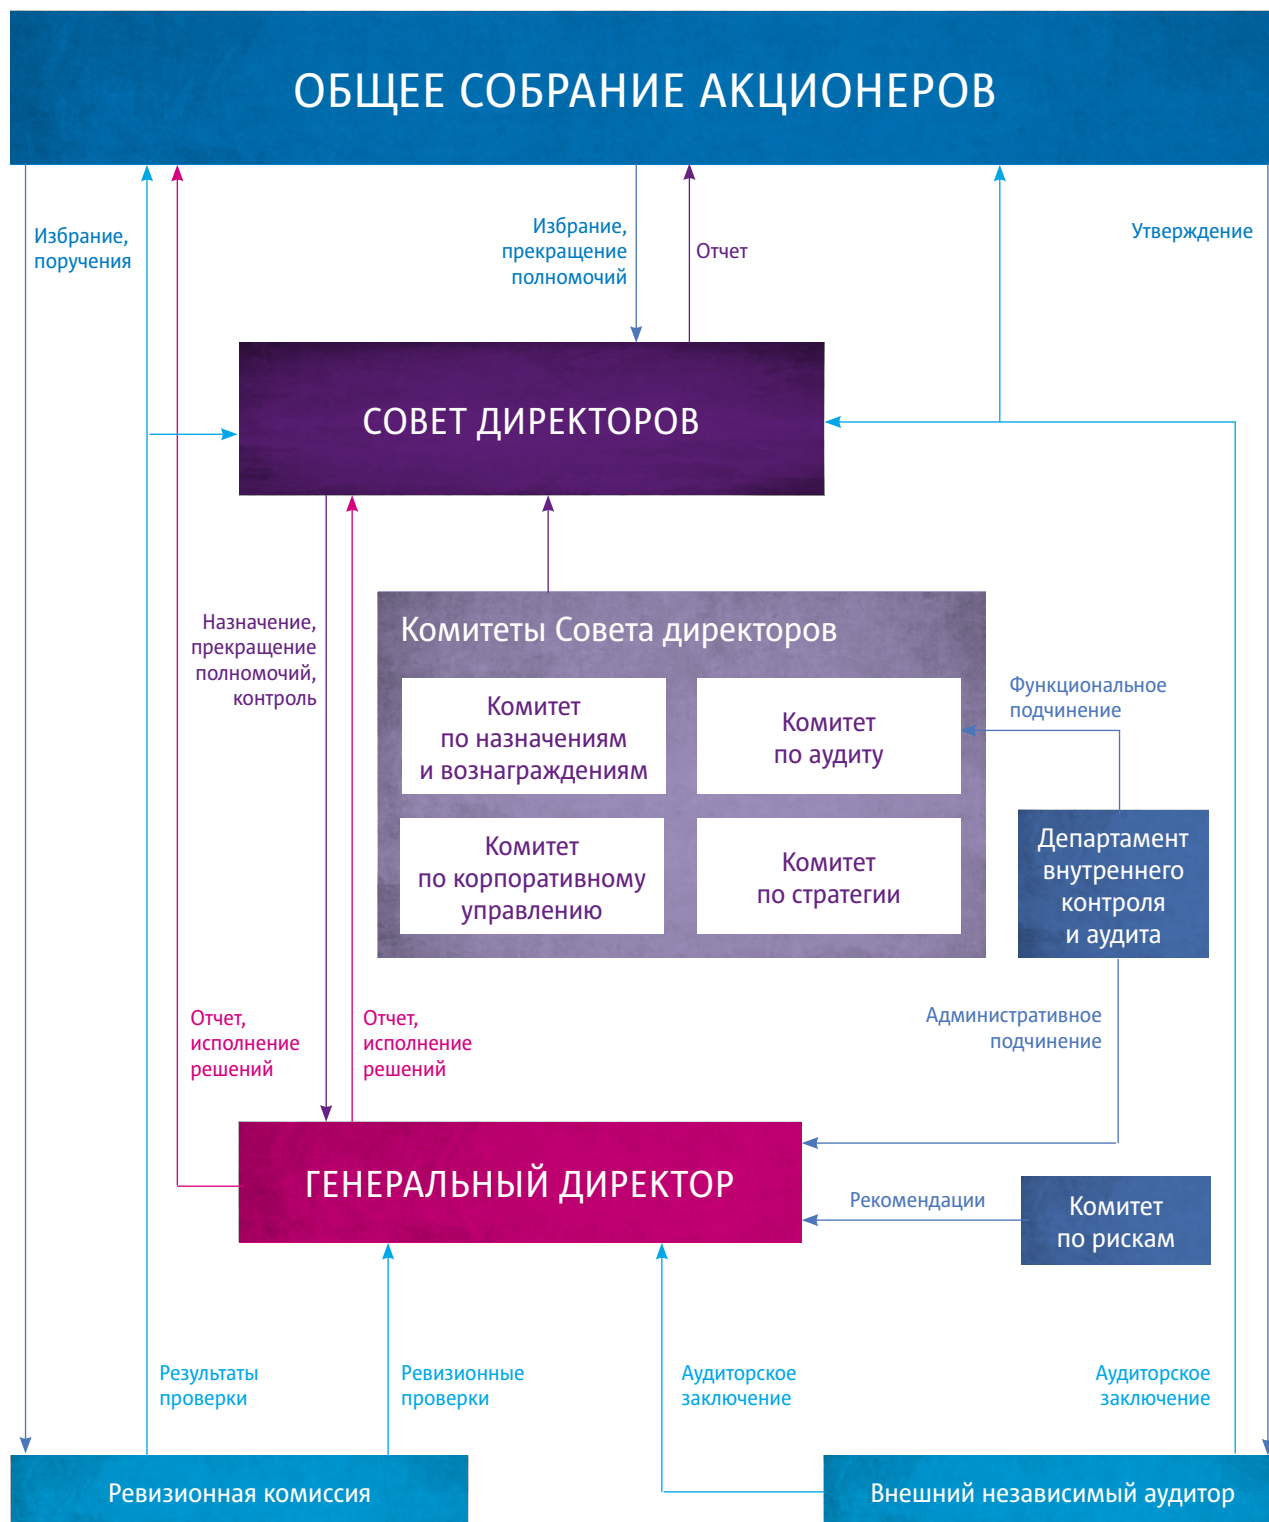 ОБЩЕЕ СОБРАНИЕ АКЦИОНЕРОВ
Избрание,
поручения
Избрание,
прекращение
полномочий
Отчет
Утверждение
СОВЕТ ДИРЕКТОРОВ
Назначение,
прекращение
полномочий,
контроль
Комитеты Совета директоров
Комитет
по назначениям
и вознаграждениям
Комитет
по аудиту
Комитет
по корпоративному
управлению
Комитет
по стратегии
Функциональное
подчинение
Департамент
внутреннего
контроля
и аудита
Административное
подчинение
Отчет,
исполнение
решений
Отчет,
исполнение
решений
ГЕНЕРАЛЬНЫЙ ДИРЕКТОР
Рекомендации
Комитет
по рискам
Результаты
проверки
Ревизионные
проверки
Аудиторское
заключение
Аудиторское
заключение
Ревизионная комиссия
Внешний независимый аудитор